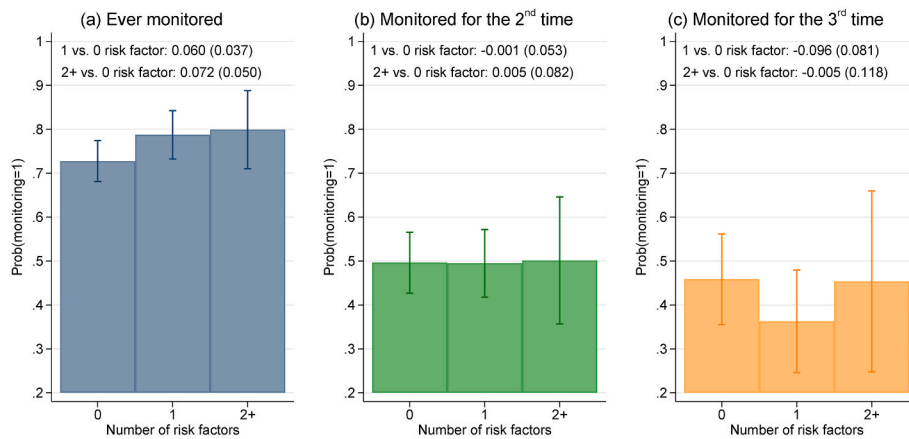 (a) Ever monitored
1 vs. 0 risk factor: 0.060 (0.037)
2+ vs. 0 risk factor: 0.072 (0.050)
Prob(monitoring=1)
1
.9
.8
.7
.6
.5
.4
.3
.2
0 1 2+
Number of risk factors
(b) Monitored for the 2nd time
1 vs. 0 risk factor: -0.001 (0.053)
2+ vs. 0 risk factor: 0.005 (0.082)
Prob(monitoring=1)
1
.9
.8
.7
.6
.5
.4
.3
.2
0 1 2+
Number of risk factors
(c) Monitored for the 3rd time
1 vs. 0 risk factor: -0.096 (0.081)
2+ vs. 0 risk factor: -0.005 (0.118)
Prob(monitoring=1)
1
.9
.8
.7
.6
.5
.4
.3
.2
0 1 2+
Number of risk factors